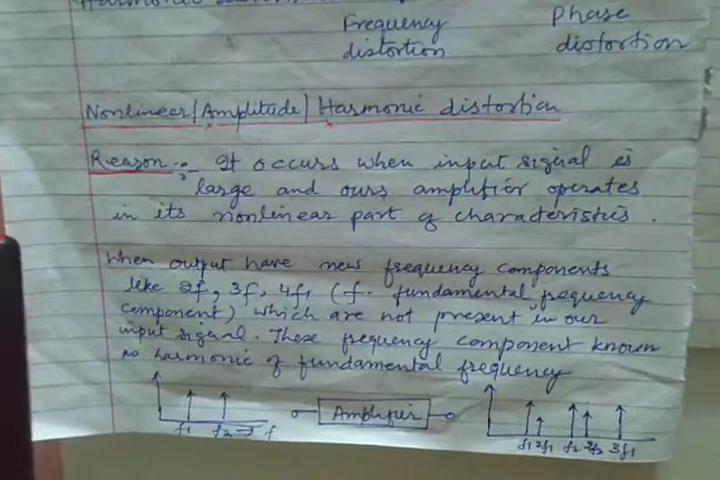 Harmonic
Frequency Phase
distortion distortion
Nonlinear/Amplitude/Harmonic distortion
Reason :- It occurs when input signal is
large and our amplifier operates
in its nonlinear part of characteristics.
When output have new frequency components
like 2f, 3f, 4f, (f - fundamental frequency
component) which are not present in our
input signal. These frequency component known
as harmonic of fundamental frequency
Amplifier
f1 f2 → f
f1 2f1 f2 2f2 3f1